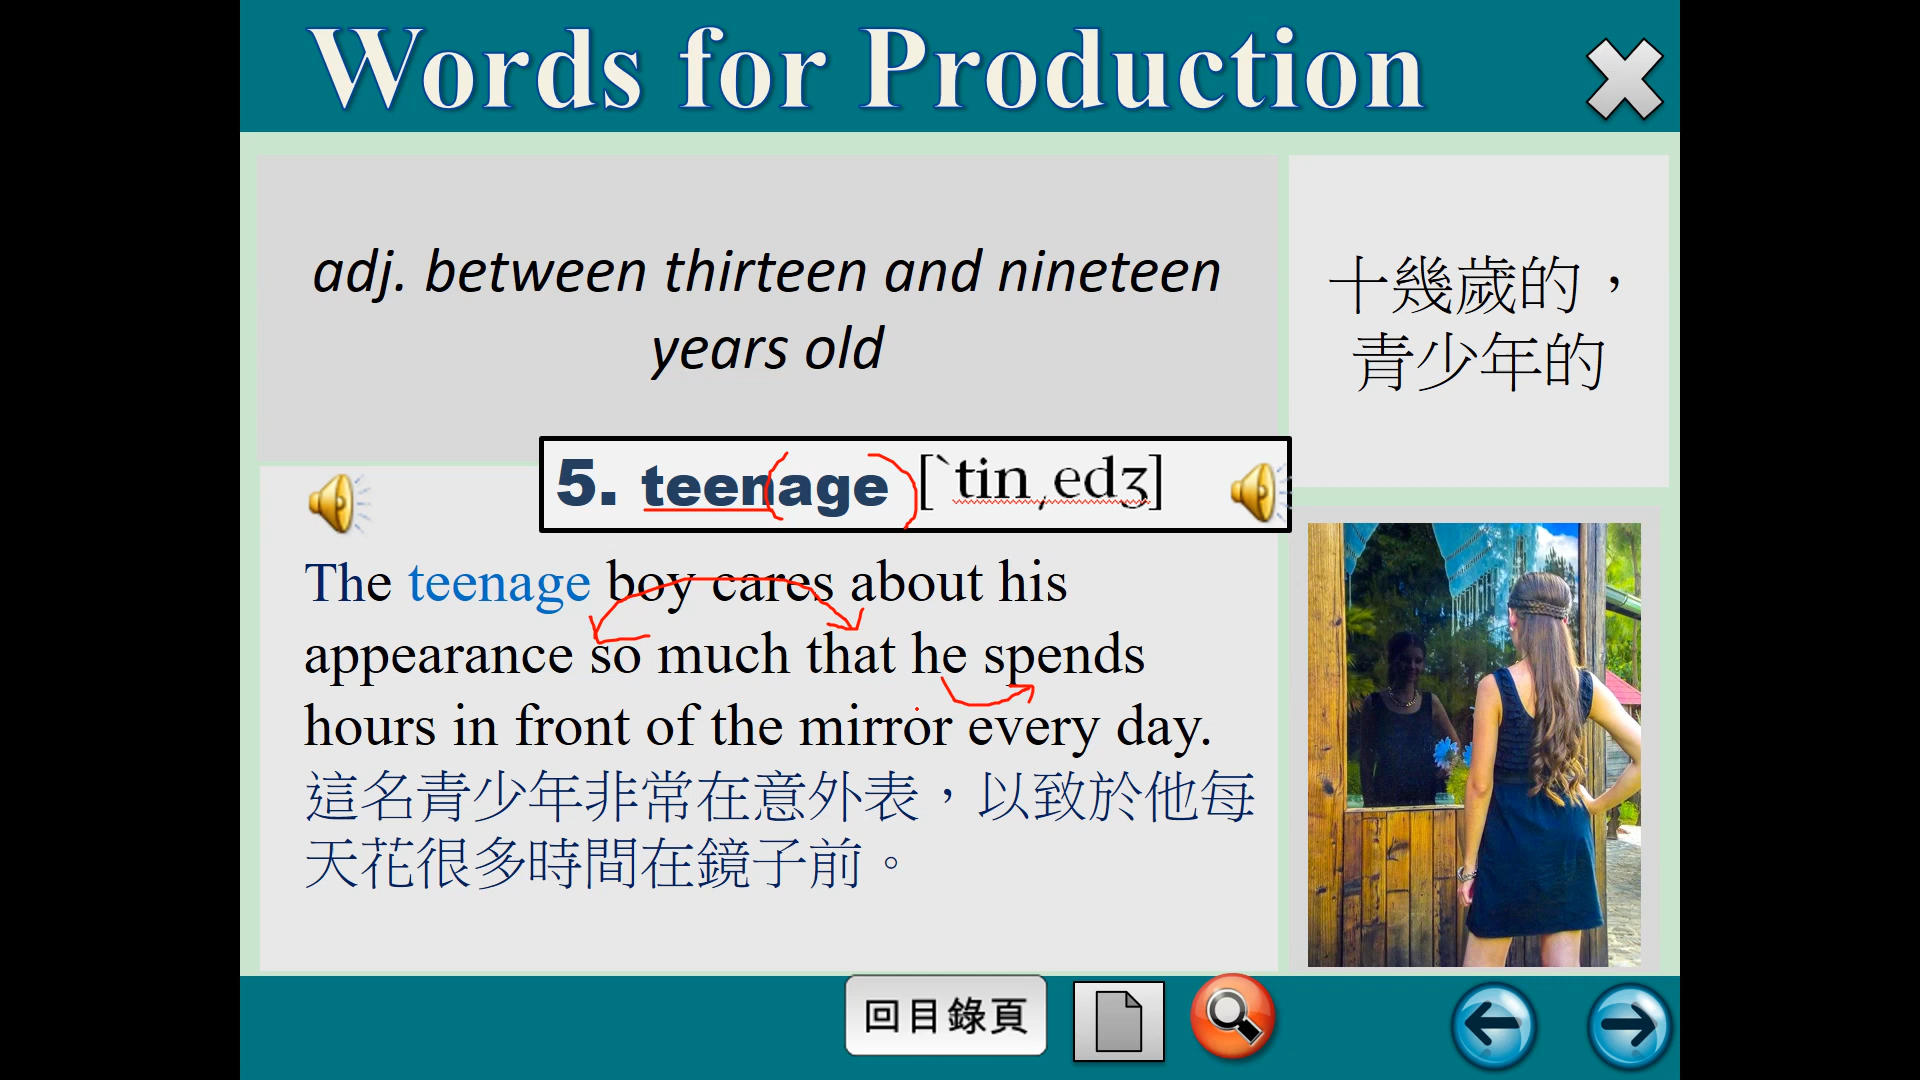 Words for Production
adj. between thirteen and nineteen
years old
十幾歲的，
青少年的
5. teenage [ˋtin͵edʒ]
The teenage boy cares about his
appearance so much that he spends
hours in front of the mirror every day.
這名青少年非常在意外表，以致於他每
天花很多時間在鏡子前。
回目錄頁